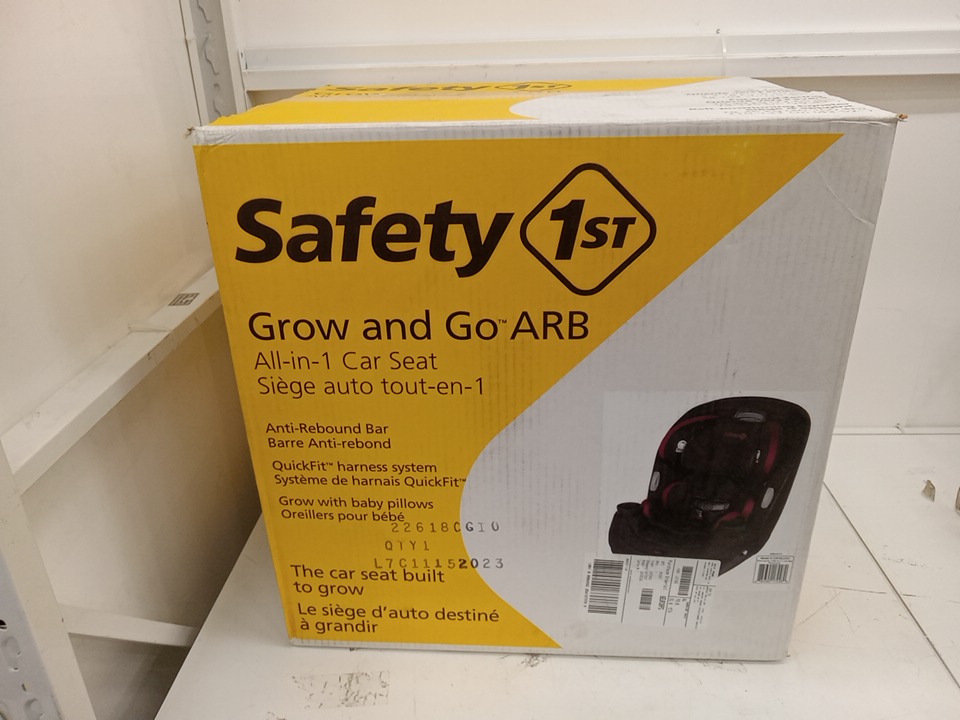 Safety 1ST
Grow and Go™ ARB
All-in-1 Car Seat
Siège auto tout-en-1
Anti-Rebound Bar
Barre Anti-rebond
QuickFit™ harness system
Système de harnais QuickFit™
Grow with baby pillows
Oreillers pour bébé
22618CGIO
QTY1
L7C11152023
The car seat built
to grow
Le siège d'auto destiné
à grandir